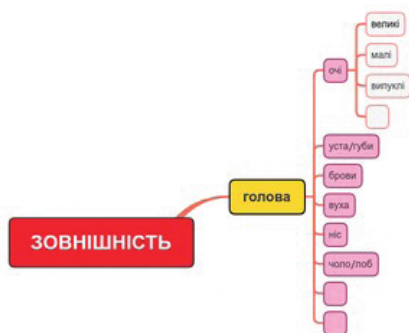 ЗОВНІШНІСТЬ
голова
очі
великі
малі
випуклі
уста/губи
брови
вуха
ніс
чоло/лоб